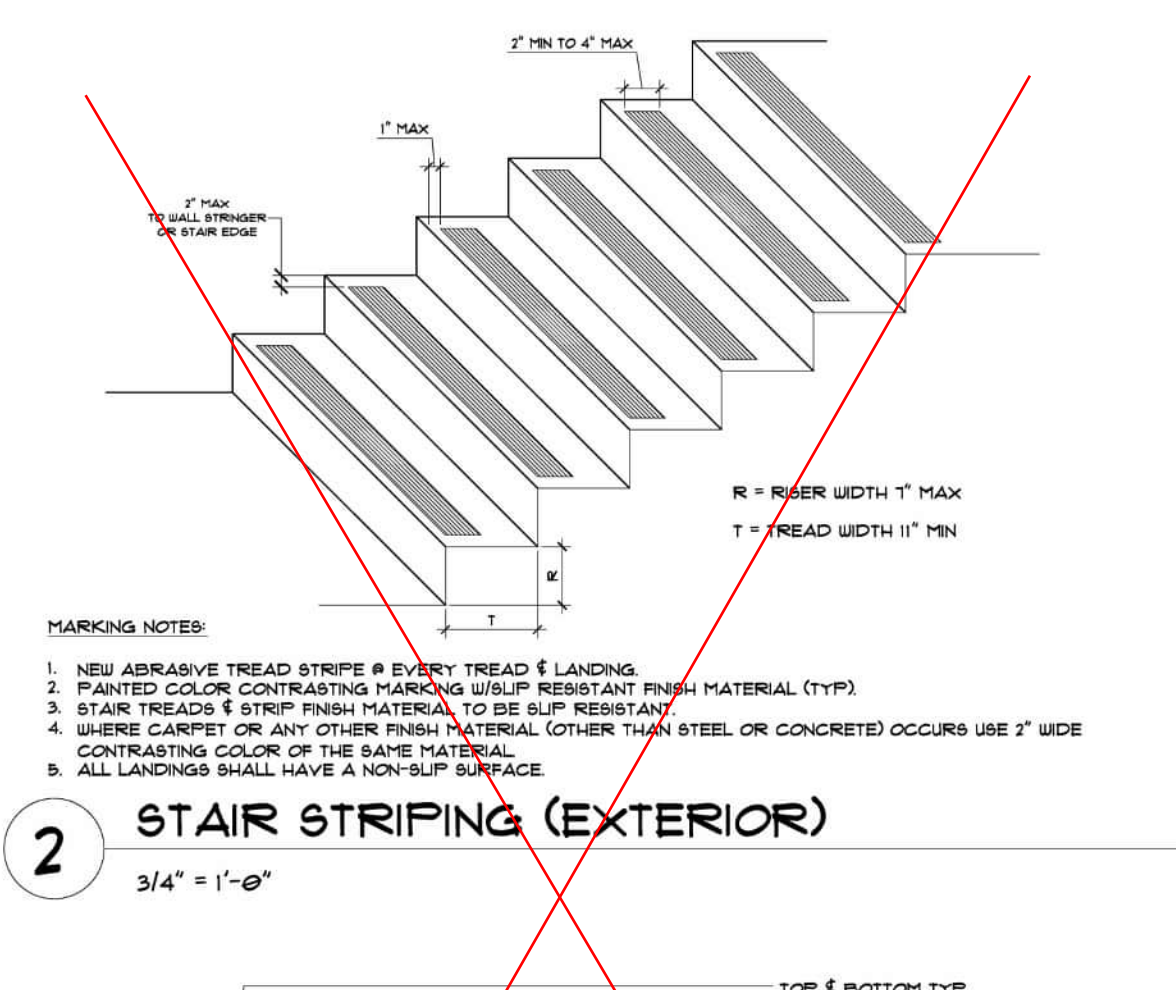 2" MIN TO 4" MAX
1" MAX
2" MAX
TO WALL STRINGER
OR STAIR EDGE
R = RISER WIDTH 7" MAX
T = TREAD WIDTH 11" MIN
R
T
MARKING NOTES:
1. NEW ABRASIVE TREAD STRIPE @ EVERY TREAD & LANDING.
2. PAINTED COLOR CONTRASTING MARKING W/SLIP RESISTANT FINISH MATERIAL (TYP).
3. STAIR TREADS & STRIP FINISH MATERIAL TO BE SLIP RESISTANT.
4. WHERE CARPET OR ANY OTHER FINISH MATERIAL (OTHER THAN STEEL OR CONCRETE) OCCURS USE 2" WIDE
CONTRASTING COLOR OF THE SAME MATERIAL
5. ALL LANDINGS SHALL HAVE A NON-SLIP SURFACE.
2
STAIR STRIPING (EXTERIOR)
3/4" = 1'-0"
TOP & BOTTOM TYP